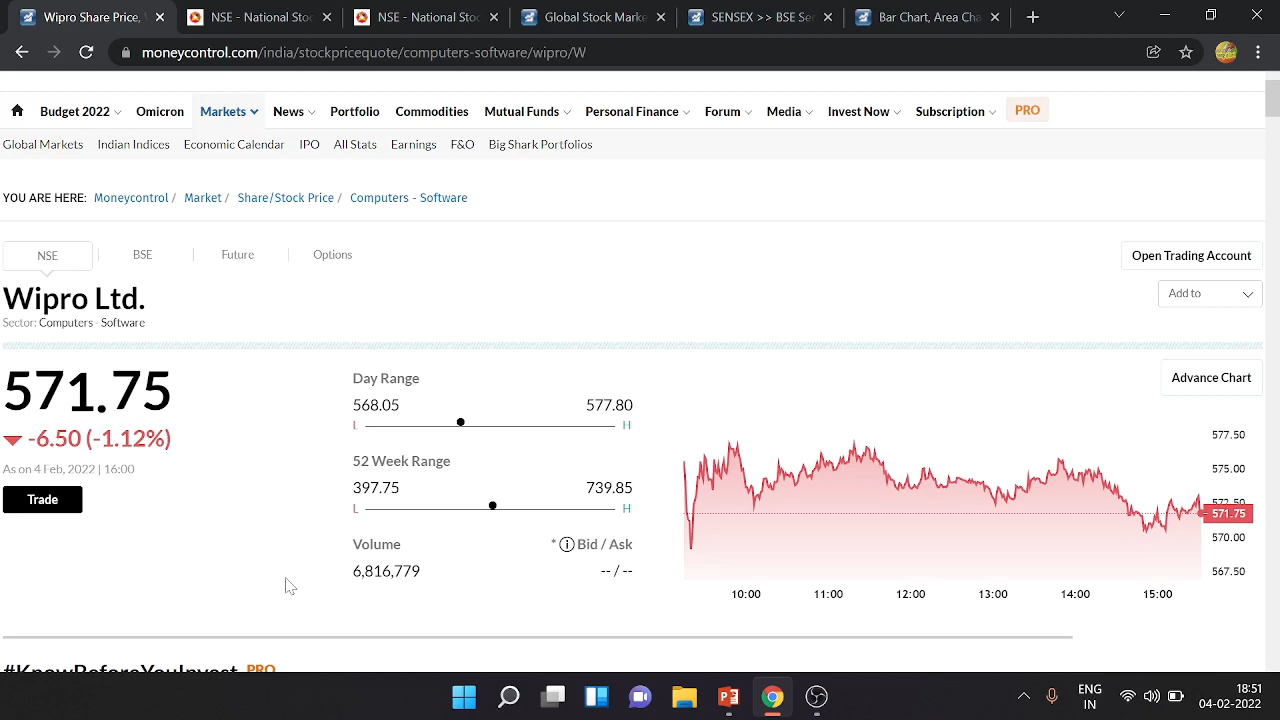 Wipro Share Price, NSE - National Stoc NSE - National Stoc Global Stock Marke SENSEX >> BSE Ser Bar Chart, Area Cha
moneycontrol.com/india/stockpricequote/computers-software/wipro/W
Budget 2022 Omicron Markets News Portfolio Commodities Mutual Funds Personal Finance Forum Media Invest Now Subscription PRO
Global Markets Indian Indices Economic Calendar IPO All Stats Earnings F&O Big Shark Portfolios
YOU ARE HERE: Moneycontrol / Market / Share/Stock Price / Computers - Software
NSE BSE Future Options Open Trading Account
Wipro Ltd. Add to
Sector: Computers - Software
571.75 Day Range Advance Chart
568.05 577.80
L H
-6.50 (-1.12%)
As on 4 Feb, 2022 | 16:00
Trade
52 Week Range
397.75 739.85
L H
Volume * Bid / Ask
6,816,779 -- / --
577.50
575.00
572.50
571.75
570.00
567.50
10:00 11:00 12:00 13:00 14:00 15:00
#KnowBeforeYouInvest PRO
ENG 18:51
IN 04-02-2022